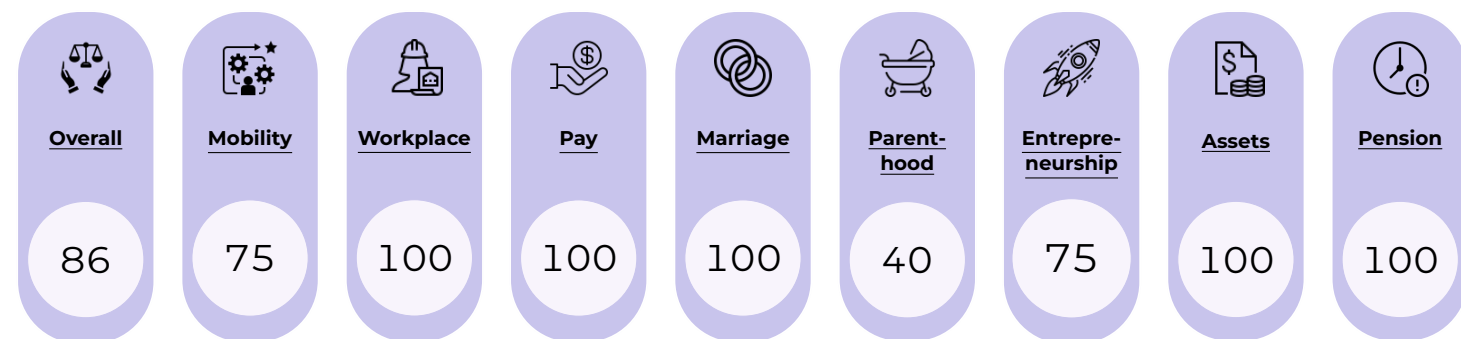 Overall
86
Mobility
75
Workplace
100
Pay
100
Marriage
100
Parent-
hood
40
Entrepre-
neurship
75
$
Assets
100
Pension
100